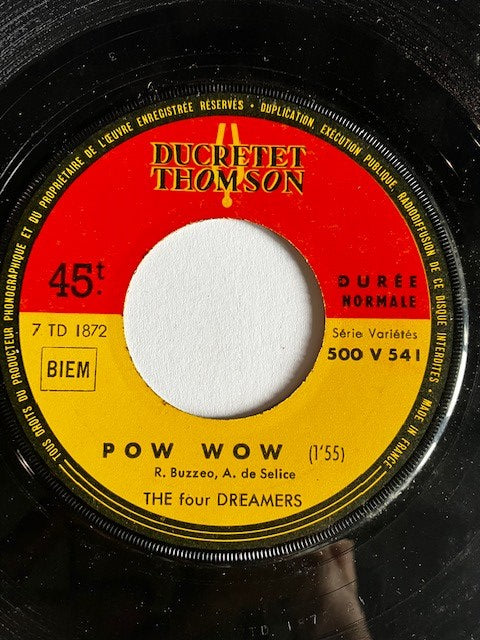 TOUS DROITS DU PRODUCTEUR PHONOGRAPHIQUE ET DU PROPRIÉTAIRE DE L'ŒUVRE ENREGISTRÉE RÉSERVÉS • DUPLICATION, EXÉCUTION PUBLIQUE, RADIODIFFUSION DE CE DISQUE INTERDITES • MADE IN FRANCE
DUCRETET
THOMSON
45t.
DURÉE
NORMALE
7 TD 1872
Série Variétés
BIEM
500 V 541
POW WOW (1'55)
R. Buzzeo, A. de Selice
THE four DREAMERS